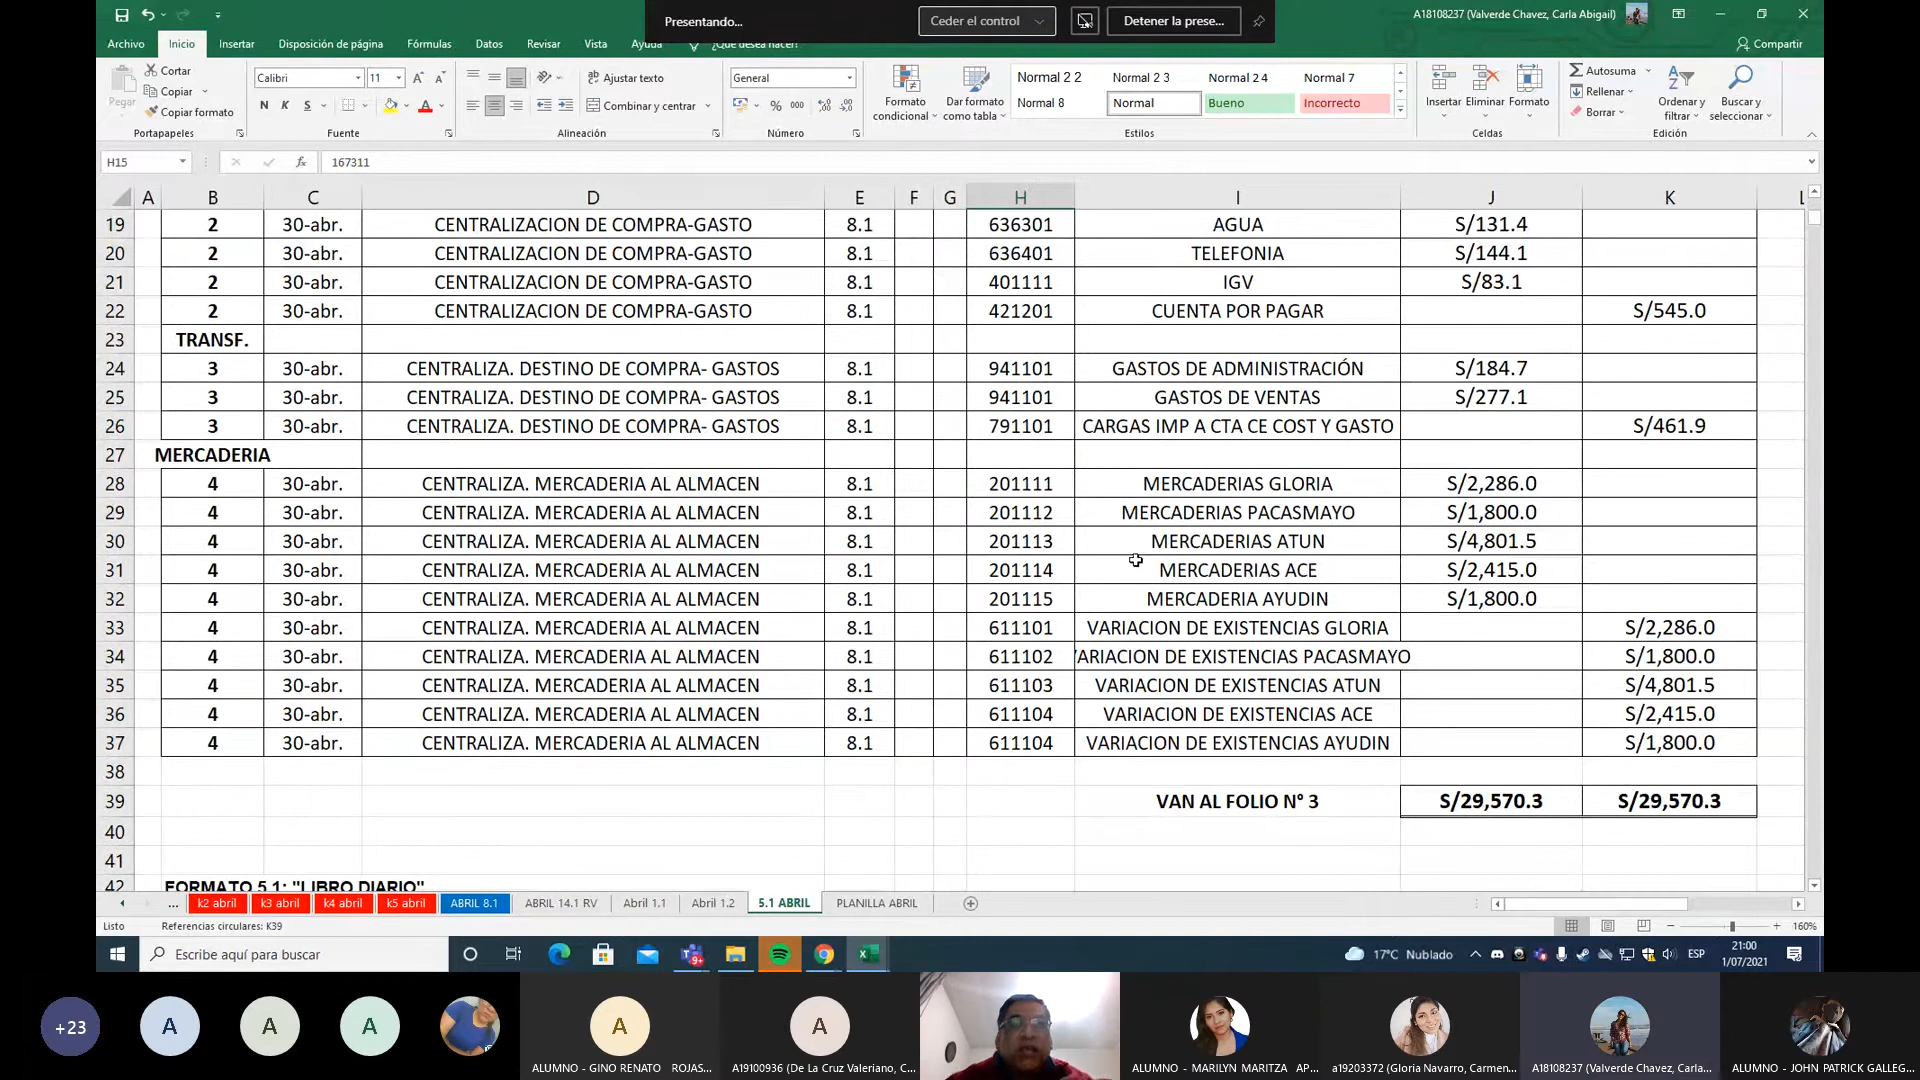 Presentando...
Ceder el control
Detener la prese...
A18108237 (Valverde Chavez, Carla Abigail)
Archivo Inicio Insertar Disposición de página Fórmulas Datos Revisar Vista Ayuda ¿Qué desea hacer? Compartir
Pegar
Cortar
Copiar
Copiar formato
Portapapeles
Calibri 11
N K S
Fuente
Ajustar texto
Combinar y centrar
Alineación
General
% 000
Número
Formato condicional
Dar formato como tabla
Normal 2 2 Normal 2 3 Normal 2 4 Normal 7
Normal 8 Normal Bueno Incorrecto
Estilos
Insertar Eliminar Formato
Celdas
Autosuma
Rellenar
Borrar
Ordenar y filtrar
Buscar y seleccionar
Edición
H15 fx 167311
A B C D E F G H I J K L
19 2 30-abr. CENTRALIZACION DE COMPRA-GASTO 8.1 636301 AGUA S/131.4
20 2 30-abr. CENTRALIZACION DE COMPRA-GASTO 8.1 636401 TELEFONIA S/144.1
21 2 30-abr. CENTRALIZACION DE COMPRA-GASTO 8.1 401111 IGV S/83.1
22 2 30-abr. CENTRALIZACION DE COMPRA-GASTO 8.1 421201 CUENTA POR PAGAR S/545.0
23 TRANSF.
24 3 30-abr. CENTRALIZA. DESTINO DE COMPRA- GASTOS 8.1 941101 GASTOS DE ADMINISTRACIÓN S/184.7
25 3 30-abr. CENTRALIZA. DESTINO DE COMPRA- GASTOS 8.1 941101 GASTOS DE VENTAS S/277.1
26 3 30-abr. CENTRALIZA. DESTINO DE COMPRA- GASTOS 8.1 791101 CARGAS IMP A CTA CE COST Y GASTO S/461.9
27 MERCADERIA
28 4 30-abr. CENTRALIZA. MERCADERIA AL ALMACEN 8.1 201111 MERCADERIAS GLORIA S/2,286.0
29 4 30-abr. CENTRALIZA. MERCADERIA AL ALMACEN 8.1 201112 MERCADERIAS PACASMAYO S/1,800.0
30 4 30-abr. CENTRALIZA. MERCADERIA AL ALMACEN 8.1 201113 MERCADERIAS ATUN S/4,801.5
31 4 30-abr. CENTRALIZA. MERCADERIA AL ALMACEN 8.1 201114 MERCADERIAS ACE S/2,415.0
32 4 30-abr. CENTRALIZA. MERCADERIA AL ALMACEN 8.1 201115 MERCADERIA AYUDIN S/1,800.0
33 4 30-abr. CENTRALIZA. MERCADERIA AL ALMACEN 8.1 611101 VARIACION DE EXISTENCIAS GLORIA S/2,286.0
34 4 30-abr. CENTRALIZA. MERCADERIA AL ALMACEN 8.1 611102 VARIACION DE EXISTENCIAS PACASMAYO S/1,800.0
35 4 30-abr. CENTRALIZA. MERCADERIA AL ALMACEN 8.1 611103 VARIACION DE EXISTENCIAS ATUN S/4,801.5
36 4 30-abr. CENTRALIZA. MERCADERIA AL ALMACEN 8.1 611104 VARIACION DE EXISTENCIAS ACE S/2,415.0
37 4 30-abr. CENTRALIZA. MERCADERIA AL ALMACEN 8.1 611104 VARIACION DE EXISTENCIAS AYUDIN S/1,800.0
38
39 VAN AL FOLIO Nº 3 S/29,570.3 S/29,570.3
40
41
42 FORMATO 5.1: "LIBRO DIARIO"
... k2 abril k3 abril k4 abril k5 abril ABRIL 8.1 ABRIL 14.1 RV Abril 1.1 Abril 1.2 5.1 ABRIL PLANILLA ABRIL
Listo Referencias circulares: K39 160%
Escribe aquí para buscar
9+
17°C Nublado
ESP
21:00
1/07/2021
+23 A A A A A
ALUMNO - GINO RENATO ROJAS...
A19100936 (De La Cruz Valeriano, C...
ALUMNO - MARILYN MARITZA AP...
a19203372 (Gloria Navarro, Carmen...
A18108237 (Valverde Chavez, Carla...
ALUMNO - JOHN PATRICK GALLEG...